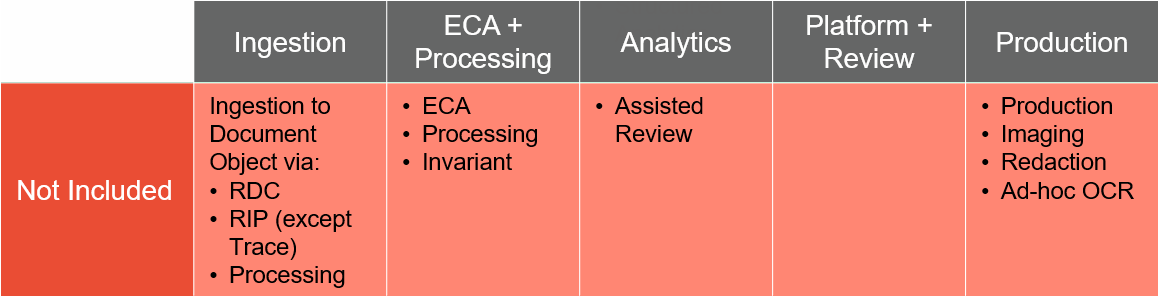 Ingestion
ECA +
Processing
Analytics
Platform +
Review
Production
Not Included
Ingestion to
Document
Object via:
• RDC
• RIP (except
Trace)
• Processing
• ECA
• Processing
• Invariant
• Assisted
Review
• Production
• Imaging
• Redaction
• Ad-hoc OCR